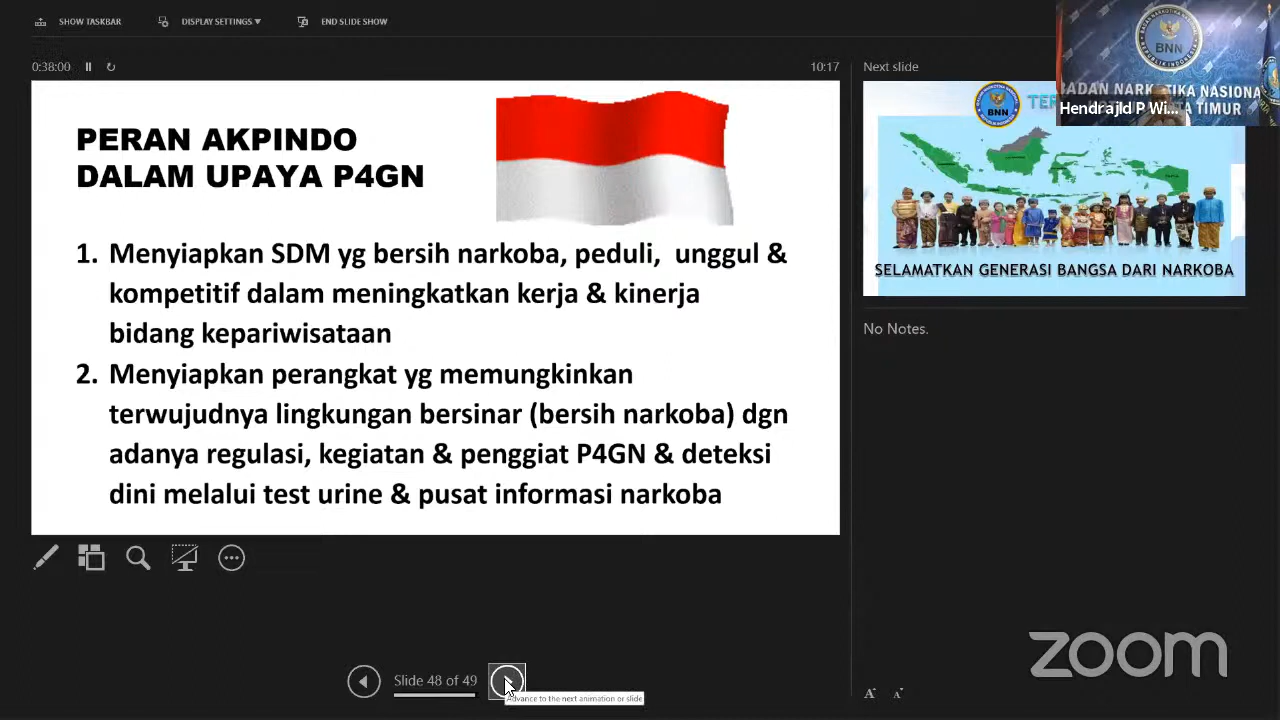 SHOW TASKBAR
DISPLAY SETTINGS ▼
END SLIDE SHOW
0:38:00
10:17
PERAN AKPINDO
DALAM UPAYA P4GN
1. Menyiapkan SDM yg bersih narkoba, peduli, unggul &
kompetitif dalam meningkatkan kerja & kinerja
bidang kepariwisataan
2. Menyiapkan perangkat yg memungkinkan
terwujudnya lingkungan bersinar (bersih narkoba) dgn
adanya regulasi, kegiatan & penggiat P4GN & deteksi
dini melalui test urine & pusat informasi narkoba
Slide 48 of 49
Advance to the next animation or slide
Next slide
BNN
SELAMATKAN GENERASI BANGSA DARI NARKOBA
No Notes.
BNN
BADAN NARKOTIKA NASIONA
TIMUR
Hendrajld P Wi...
zoom
A A